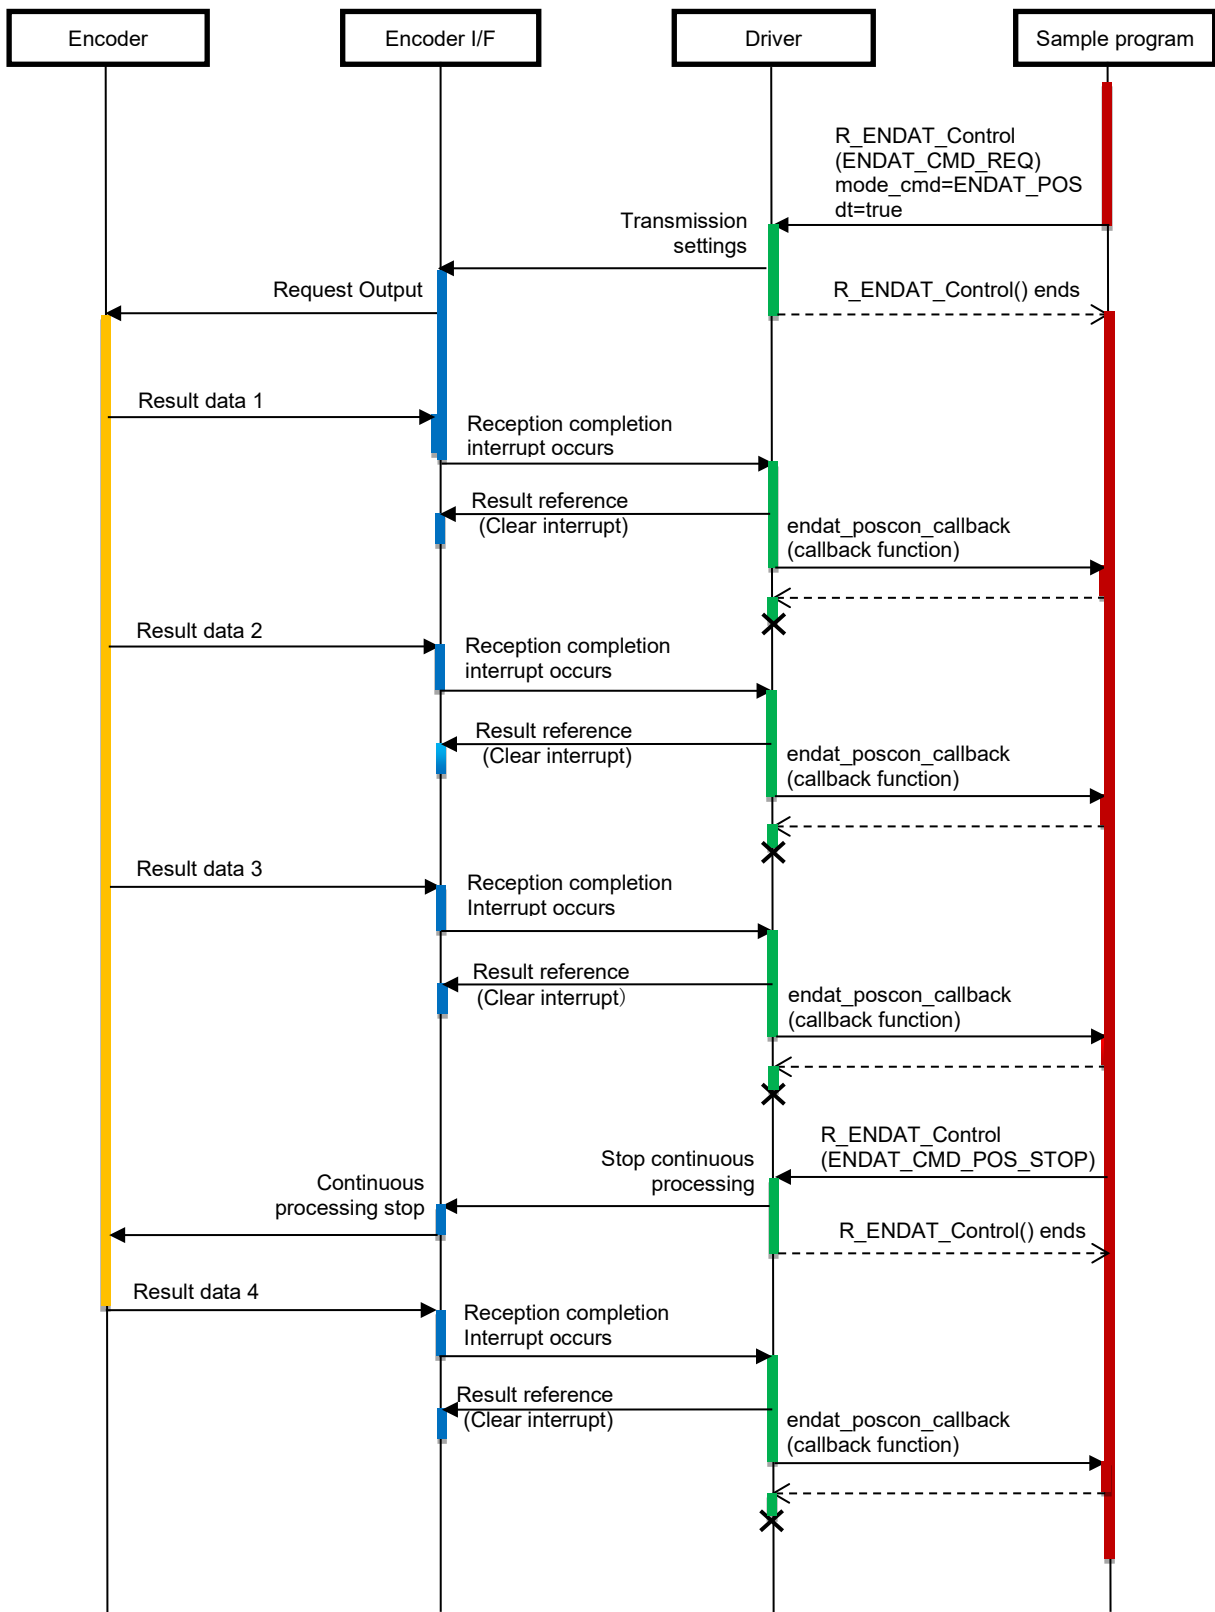 Encoder
Encoder I/F
Driver
Sample program
R_ENDAT_Control
(ENDAT_CMD_REQ)
mode_cmd=ENDAT_POS
dt=true
Transmission
settings
Request Output
R_ENDAT_Control() ends
Result data 1
Reception completion
interrupt occurs
Result reference
(Clear interrupt)
endat_poscon_callback
(callback function)
Result data 2
Reception completion
interrupt occurs
Result reference
(Clear interrupt)
endat_poscon_callback
(callback function)
Result data 3
Reception completion
Interrupt occurs
Result reference
(Clear interrupt）
endat_poscon_callback
(callback function)
R_ENDAT_Control
(ENDAT_CMD_POS_STOP)
Stop continuous
processing
Continuous
processing stop
R_ENDAT_Control() ends
Result data 4
Reception completion
Interrupt occurs
Result reference
(Clear interrupt)
endat_poscon_callback
(callback function)